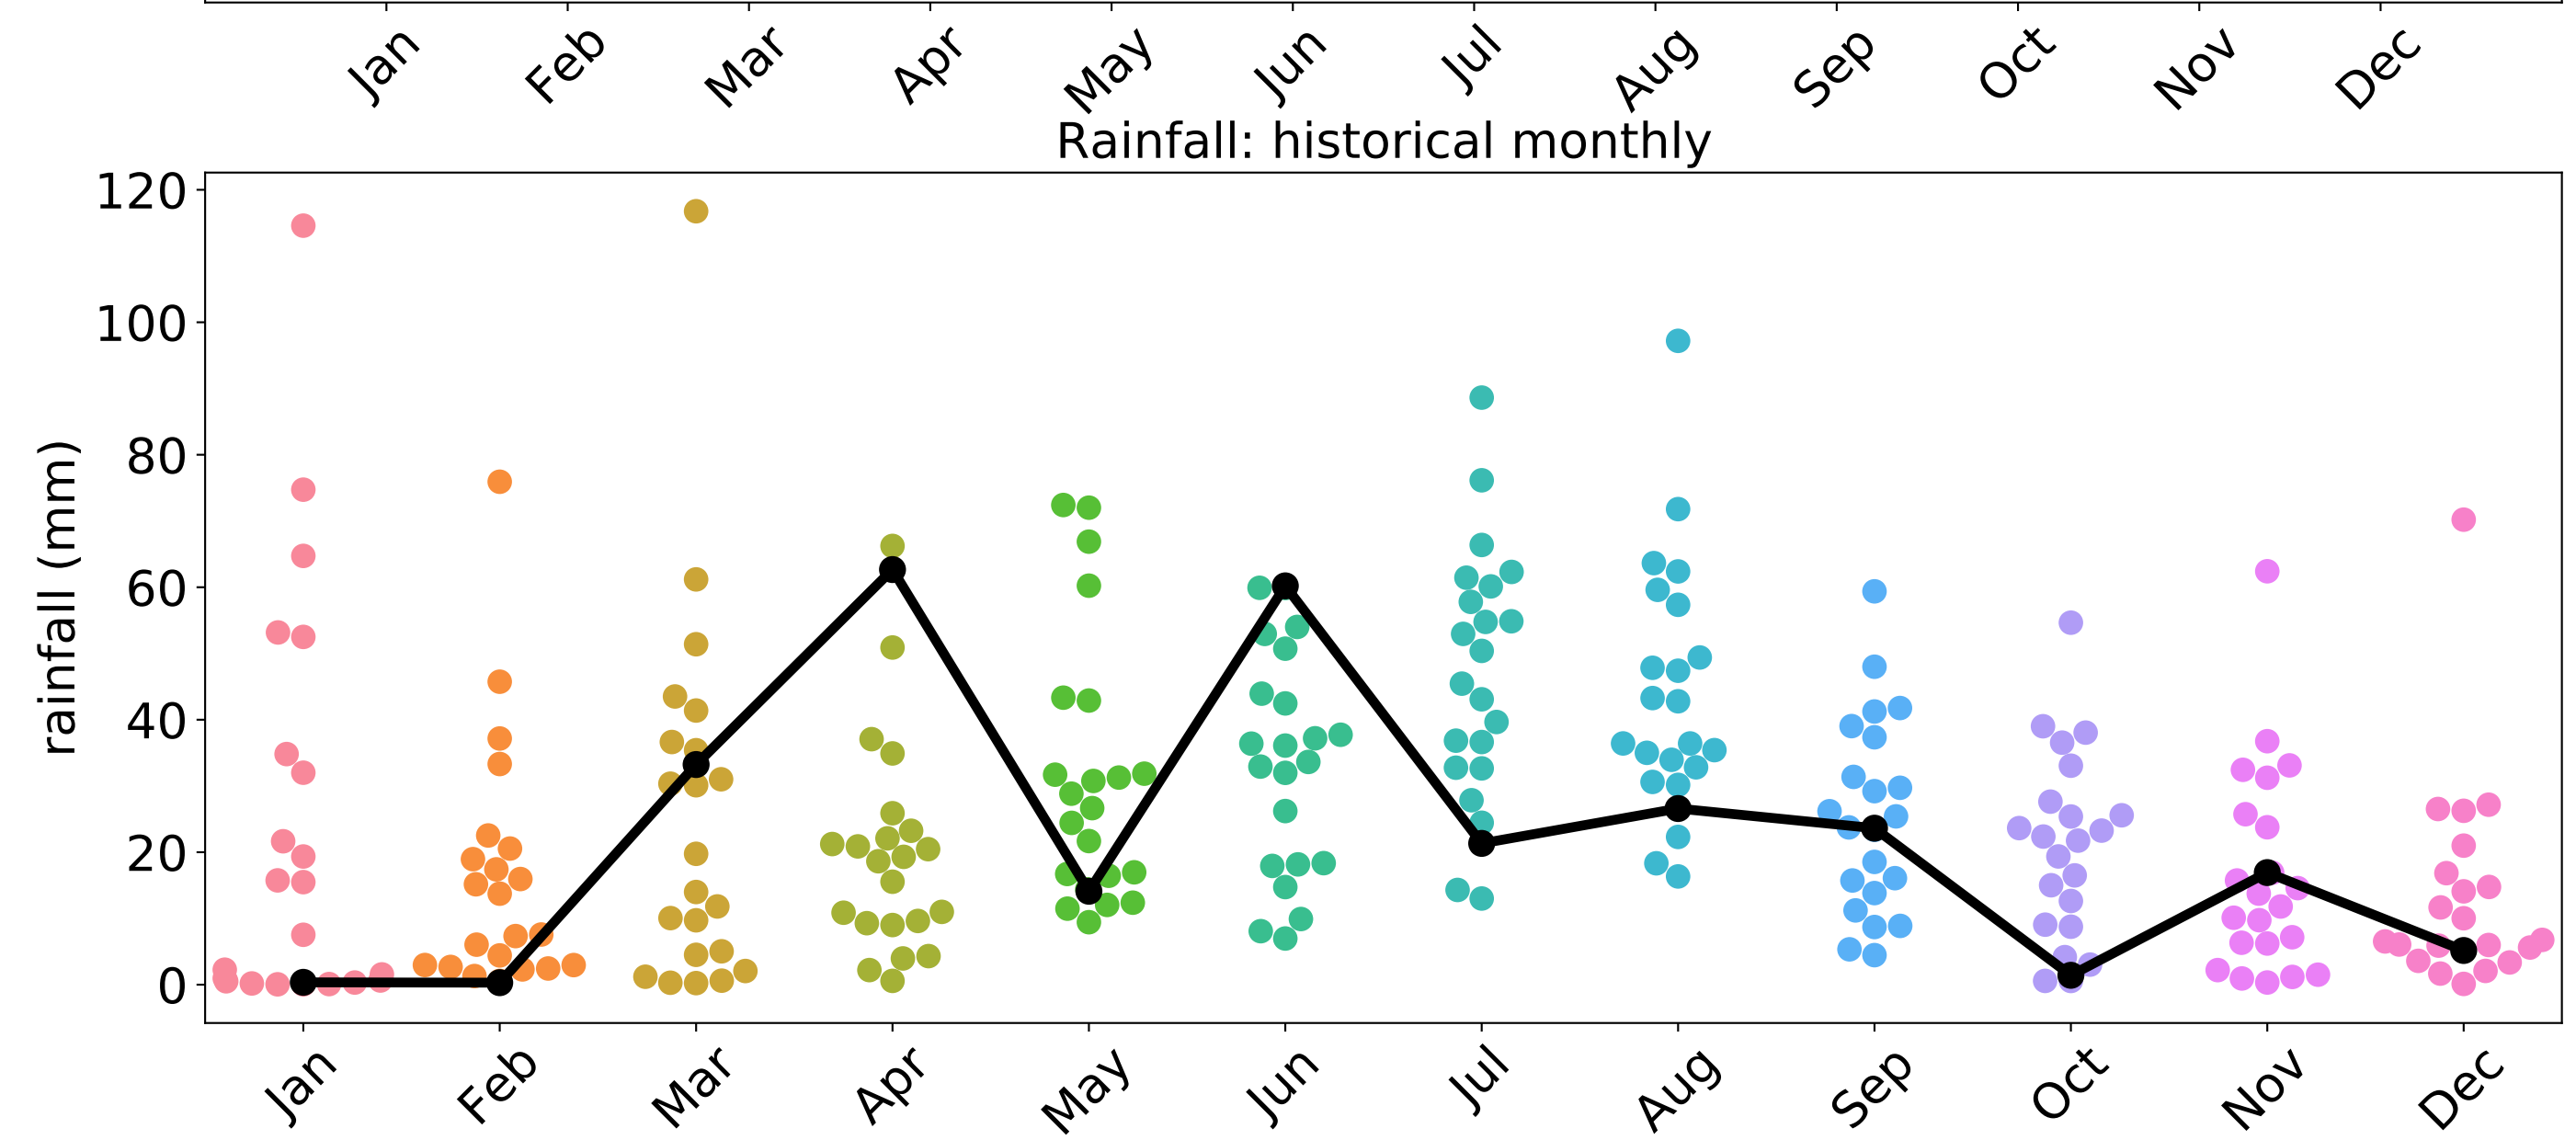 Jan Feb Mar Apr May Jun Jul Aug Sep Oct Nov Dec
Rainfall: historical monthly
120
100
80
60
40
20
0
rainfall (mm)
Jan Feb Mar Apr May Jun Jul Aug Sep Oct Nov Dec